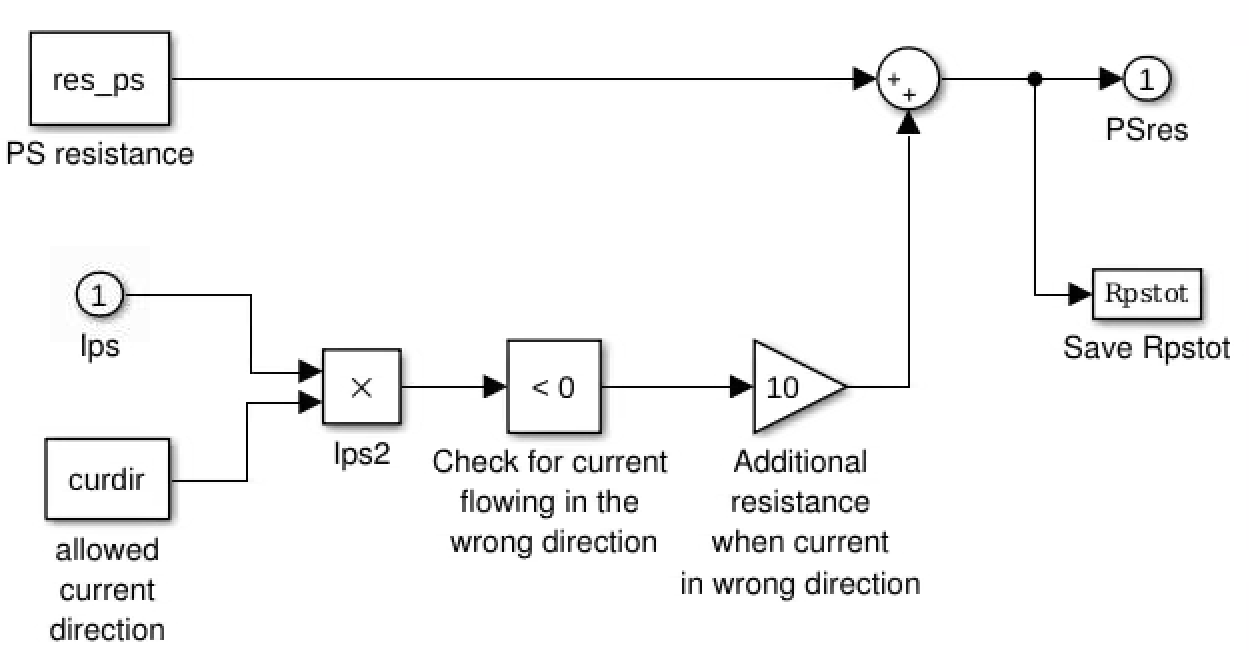 res_ps
PS resistance
+
+
1
PSres
1
Ips
Rpstot
Save Rpstot
×
Ips2
< 0
Check for current
flowing in the
wrong direction
10
Additional
resistance
when current
in wrong direction
curdir
allowed
current
direction